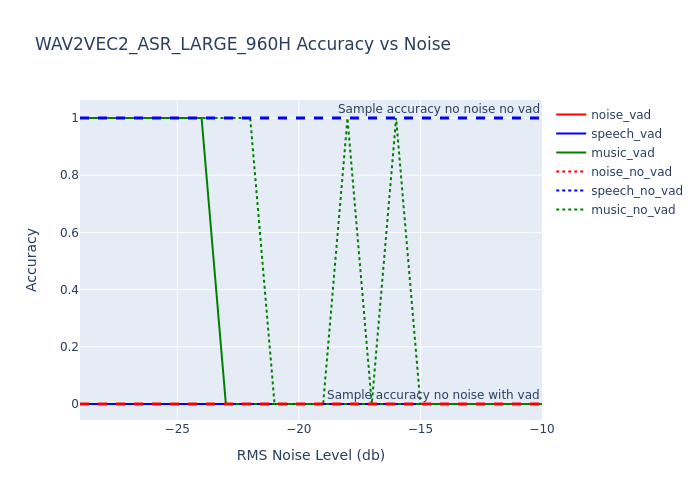 WAV2VEC2_ASR_LARGE_960H Accuracy vs Noise
Sample accuracy no noise no vad
noise_vad
speech_vad
music_vad
noise_no_vad
speech_no_vad
music_no_vad
1
0.8
0.6
0.4
0.2
0
Accuracy
Sample accuracy no noise with vad
−25
−20
−15
−10
RMS Noise Level (db)